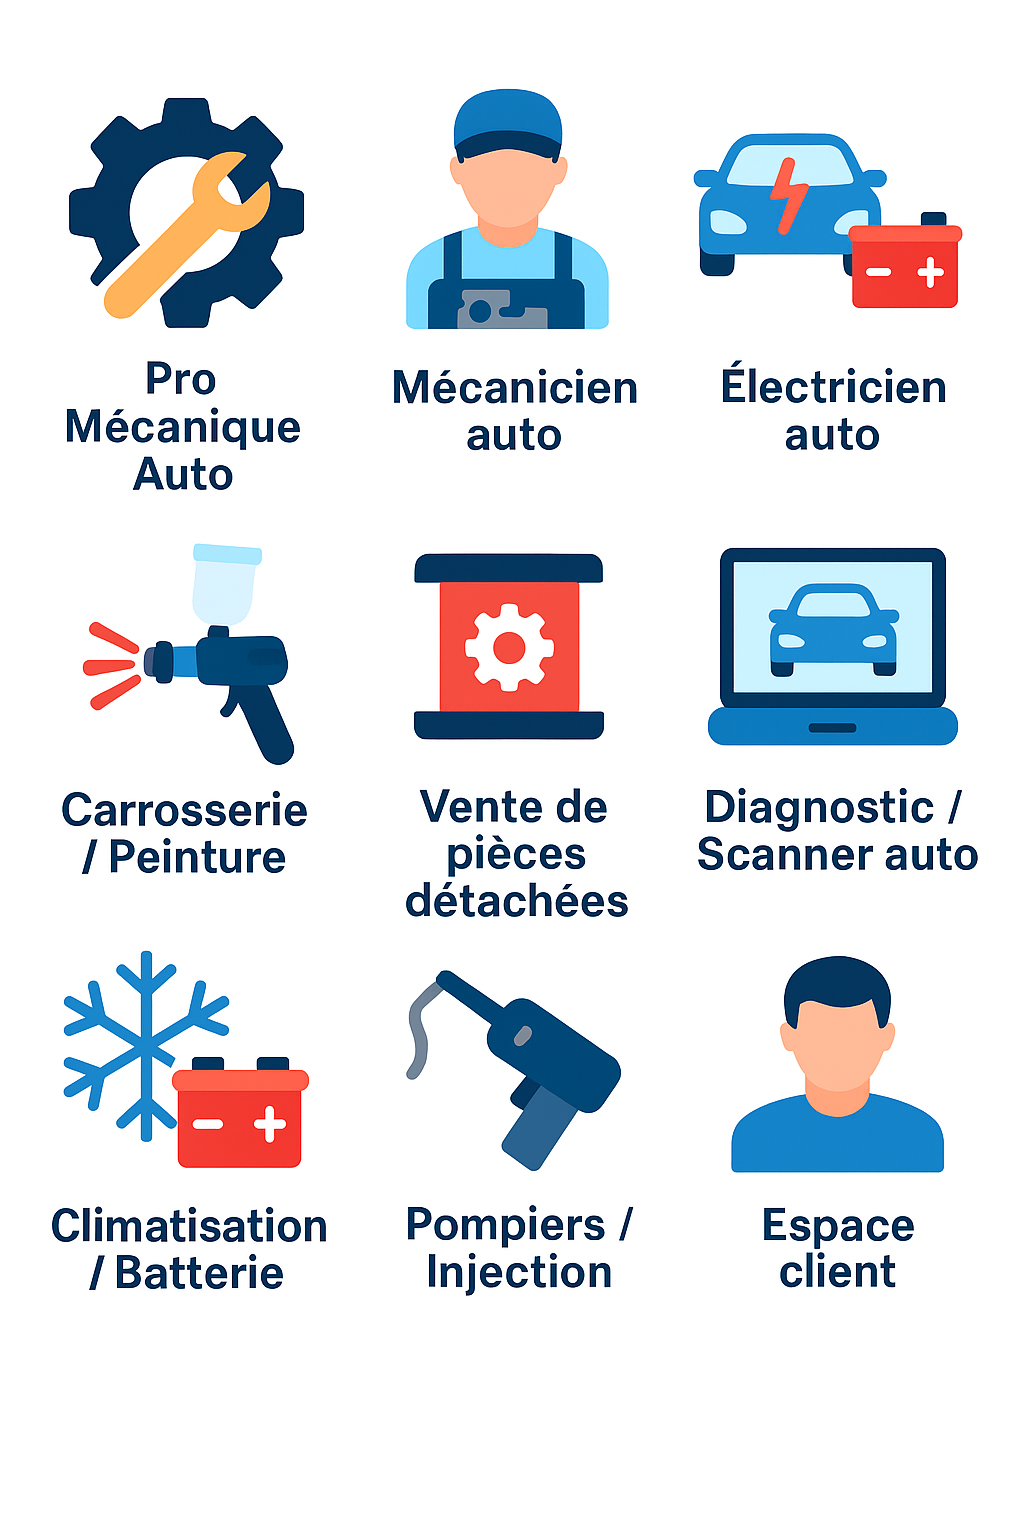 Pro
Mécanique
Auto
Mécanicien
auto
Électricien
auto
Carrosserie
/ Peinture
Vente de
pièces
détachées
Diagnostic /
Scanner auto
Climatisation
/ Batterie
Pompiers /
Injection
Espace
client